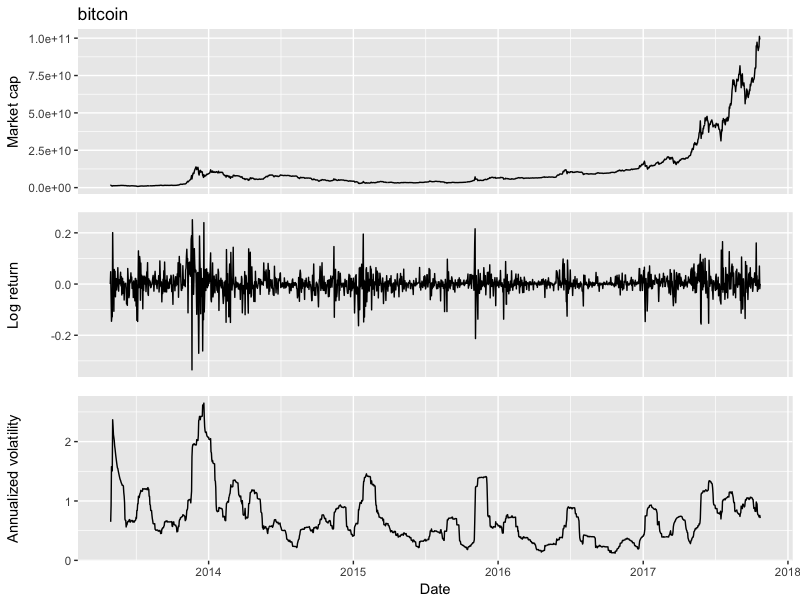 bitcoin
Market cap
1.0e+11
7.5e+10
5.0e+10
2.5e+10
0.0e+00
Log return
0.2
0.0
-0.2
Annualized volatility
2
1
0
2014 2015 2016 2017 2018
Date